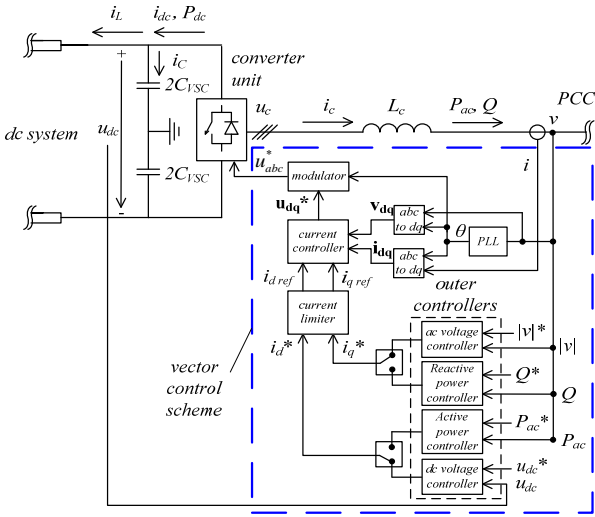 i_L
i_dc, P_dc
+
i_C
converter
unit
2C_VSC
u_c
i_c
L_c
P_ac, Q
PCC
v
dc system
u_dc
2C_VSC
-
u*_abc
i
modulator
u_dq*
v_dq
abc
to dq
θ
PLL
current
controller
i_dq
abc
to dq
i_d ref
i_q ref
outer
controllers
current
limiter
i_d*
i_q*
ac voltage
controller
|v|*
|v|
vector
control
scheme
Reactive
power
controller
Q*
Q
Active
power
controller
P_ac*
P_ac
dc voltage
controller
u_dc*
u_dc